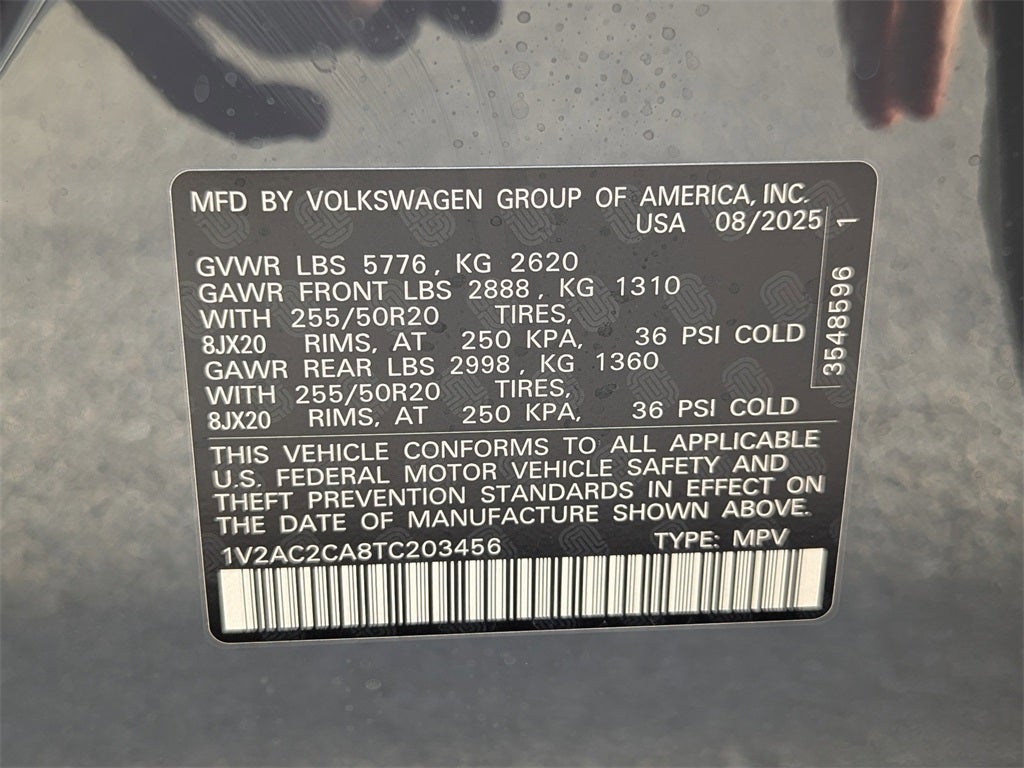 MFD BY VOLKSWAGEN GROUP OF AMERICA, INC.
USA 08/2025 1
3548596
GVWR LBS 5776, KG 2620
GAWR FRONT LBS 2888, KG 1310
WITH 255/50R20 TIRES,
8JX20 RIMS, AT 250 KPA, 36 PSI COLD
GAWR REAR LBS 2998, KG 1360
WITH 255/50R20 TIRES,
8JX20 RIMS, AT 250 KPA, 36 PSI COLD
THIS VEHICLE CONFORMS TO ALL APPLICABLE
U.S. FEDERAL MOTOR VEHICLE SAFETY AND
THEFT PREVENTION STANDARDS IN EFFECT ON
THE DATE OF MANUFACTURE SHOWN ABOVE.
1V2AC2CA8TC203456 TYPE: MPV